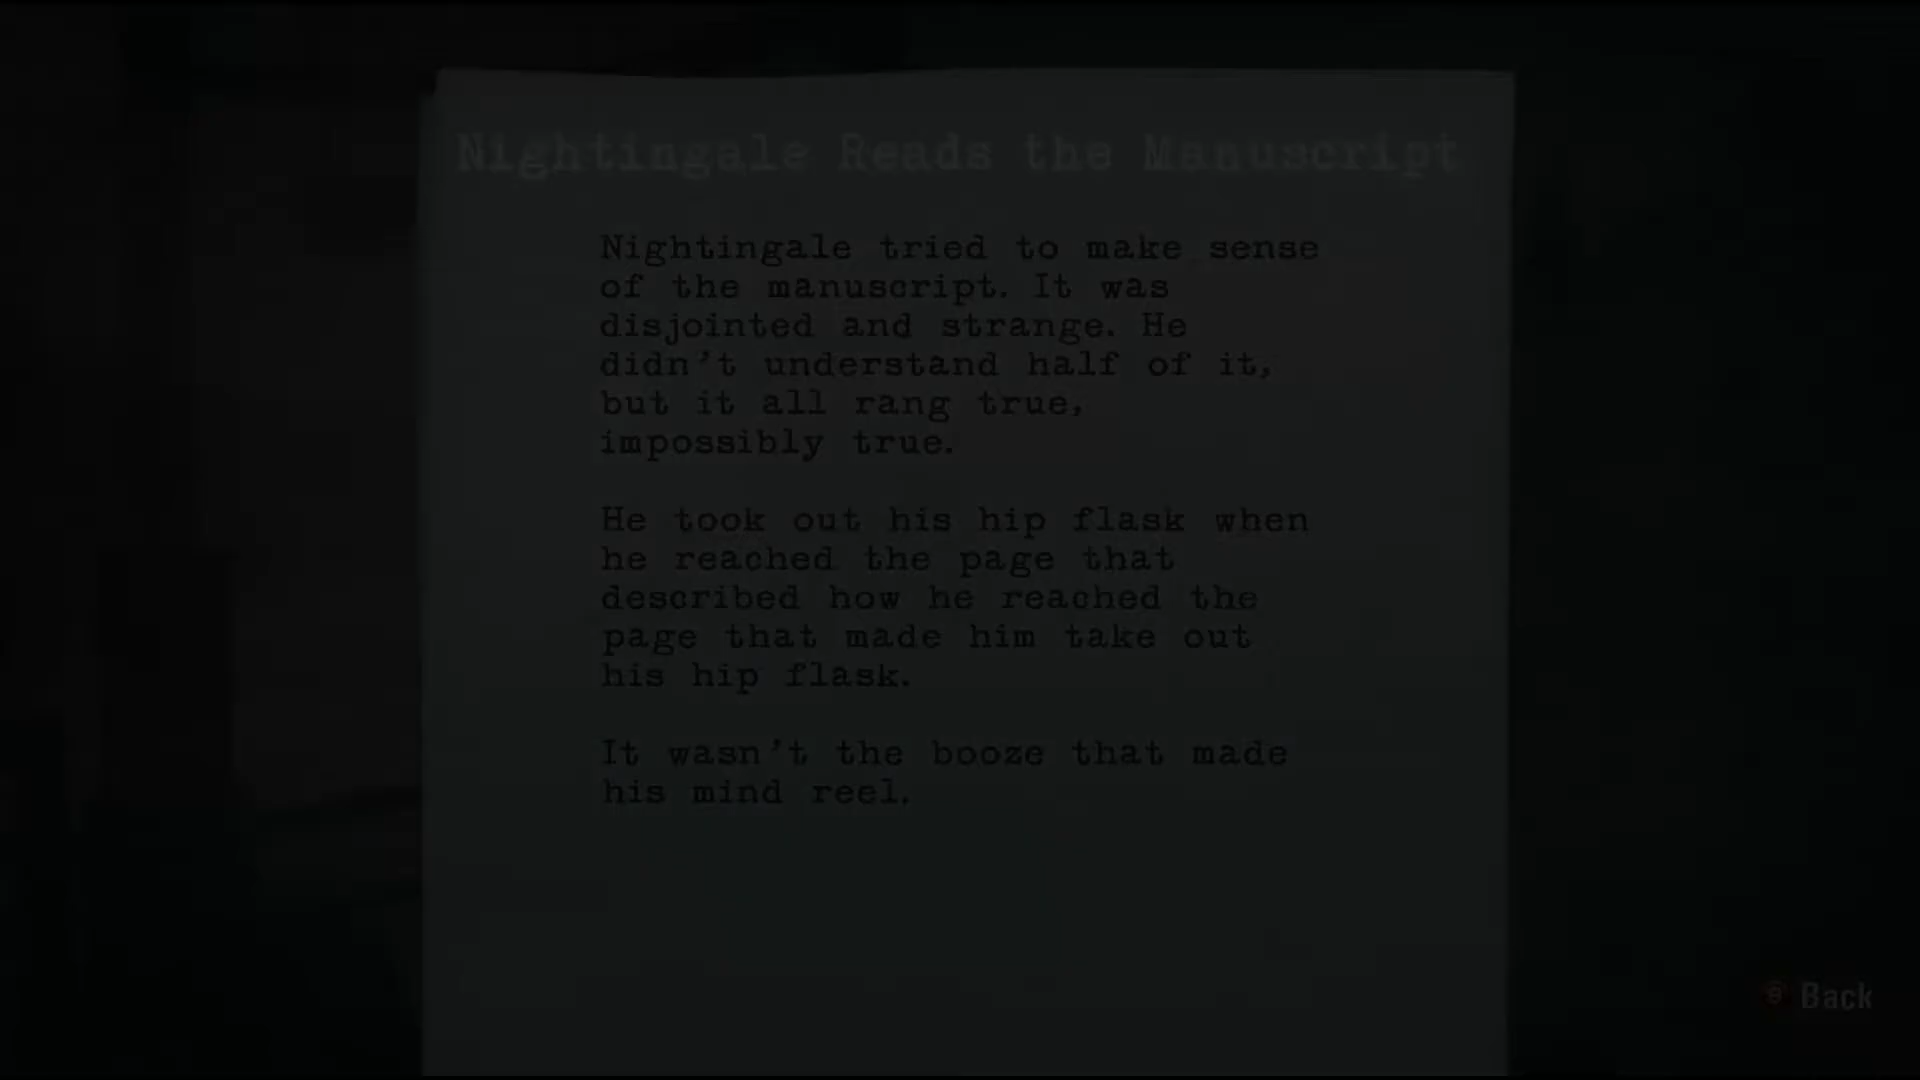 Nightingale Reads the Manuscript
Nightingale tried to make sense
of the manuscript. It was
disjointed and strange. He
didn't understand half of it,
but it all rang true,
impossibly true.
He took out his hip flask when
he reached the page that
described how he reached the
page that made him take out
his hip flask.
It wasn't the booze that made
his mind reel.
Back